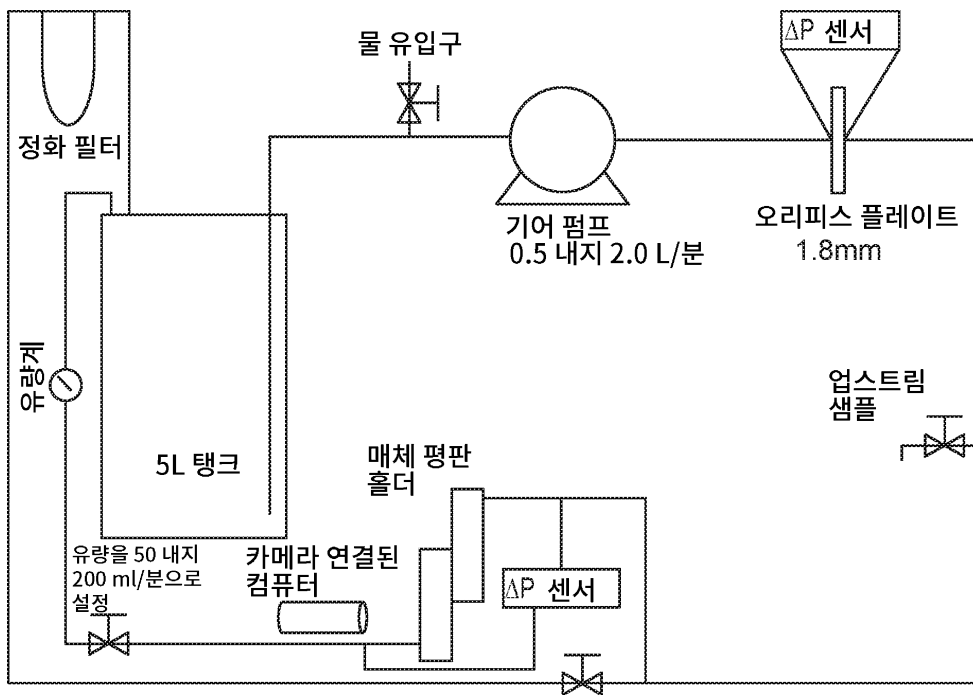 물 유입구
ΔP 센서
정화 필터
기어 펌프
0.5 내지 2.0 L/분
오리피스 플레이트
1.8mm
유량계
업스트림
샘플
5L 탱크
매체 평판
홀더
유량을 50 내지
200 ml/분으로
설정
카메라 연결된
컴퓨터
ΔP 센서